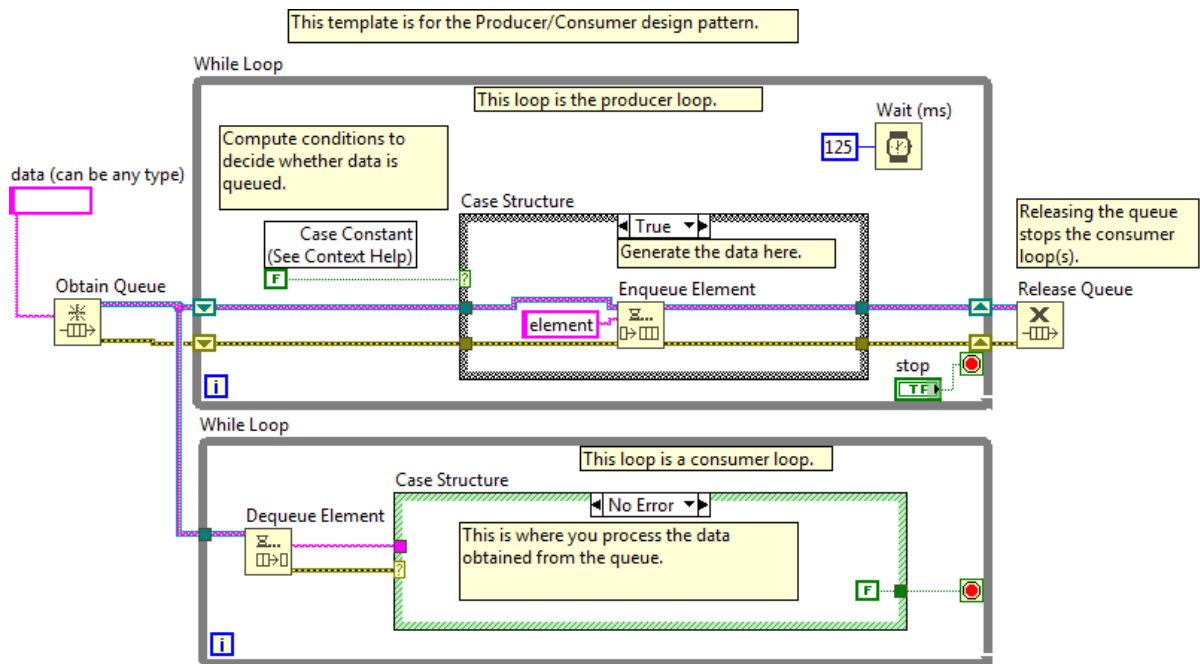 This template is for the Producer/Consumer design pattern.
While Loop
This loop is the producer loop.
Wait (ms)
125
Compute conditions to
decide whether data is
queued.
data (can be any type)
Case Structure
True
Generate the data here.
Case Constant
(See Context Help)
F
?
Releasing the queue
stops the consumer
loop(s).
Obtain Queue
Enqueue Element
element
Release Queue
stop
TF
i
While Loop
This loop is a consumer loop.
Case Structure
No Error
Dequeue Element
This is where you process the data
obtained from the queue.
?
F
i